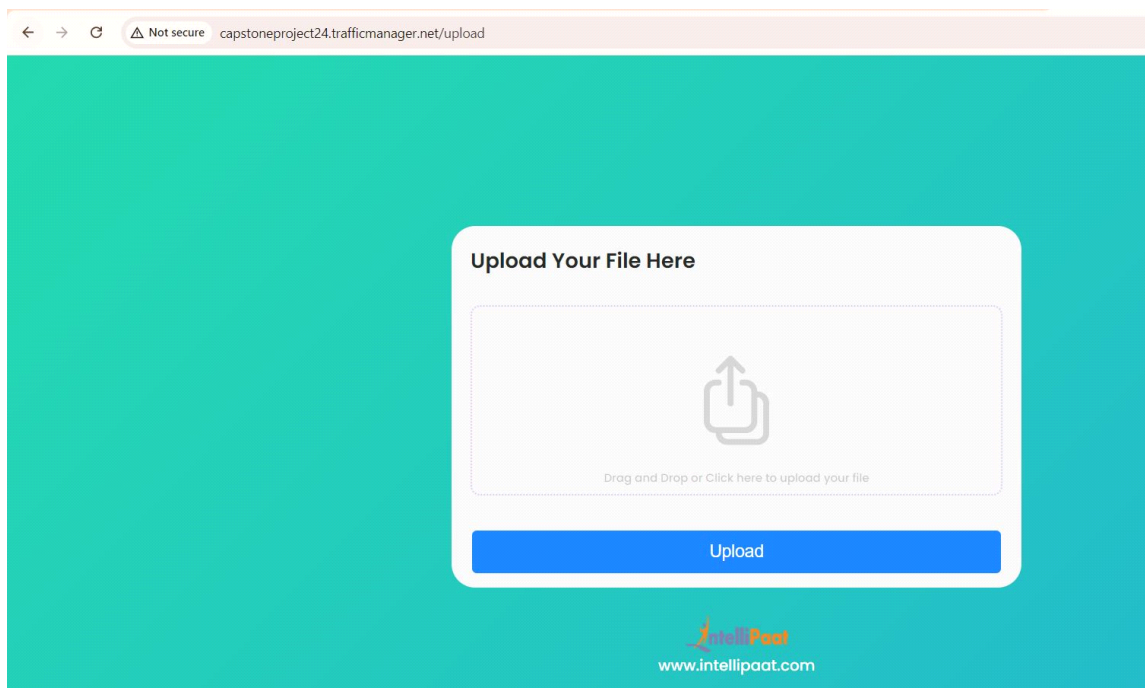 Not secure capstoneproject24.trafficmanager.net/upload
Upload Your File Here
Drag and Drop or Click here to upload your file
Upload
IntelliPaat
www.intellipaat.com